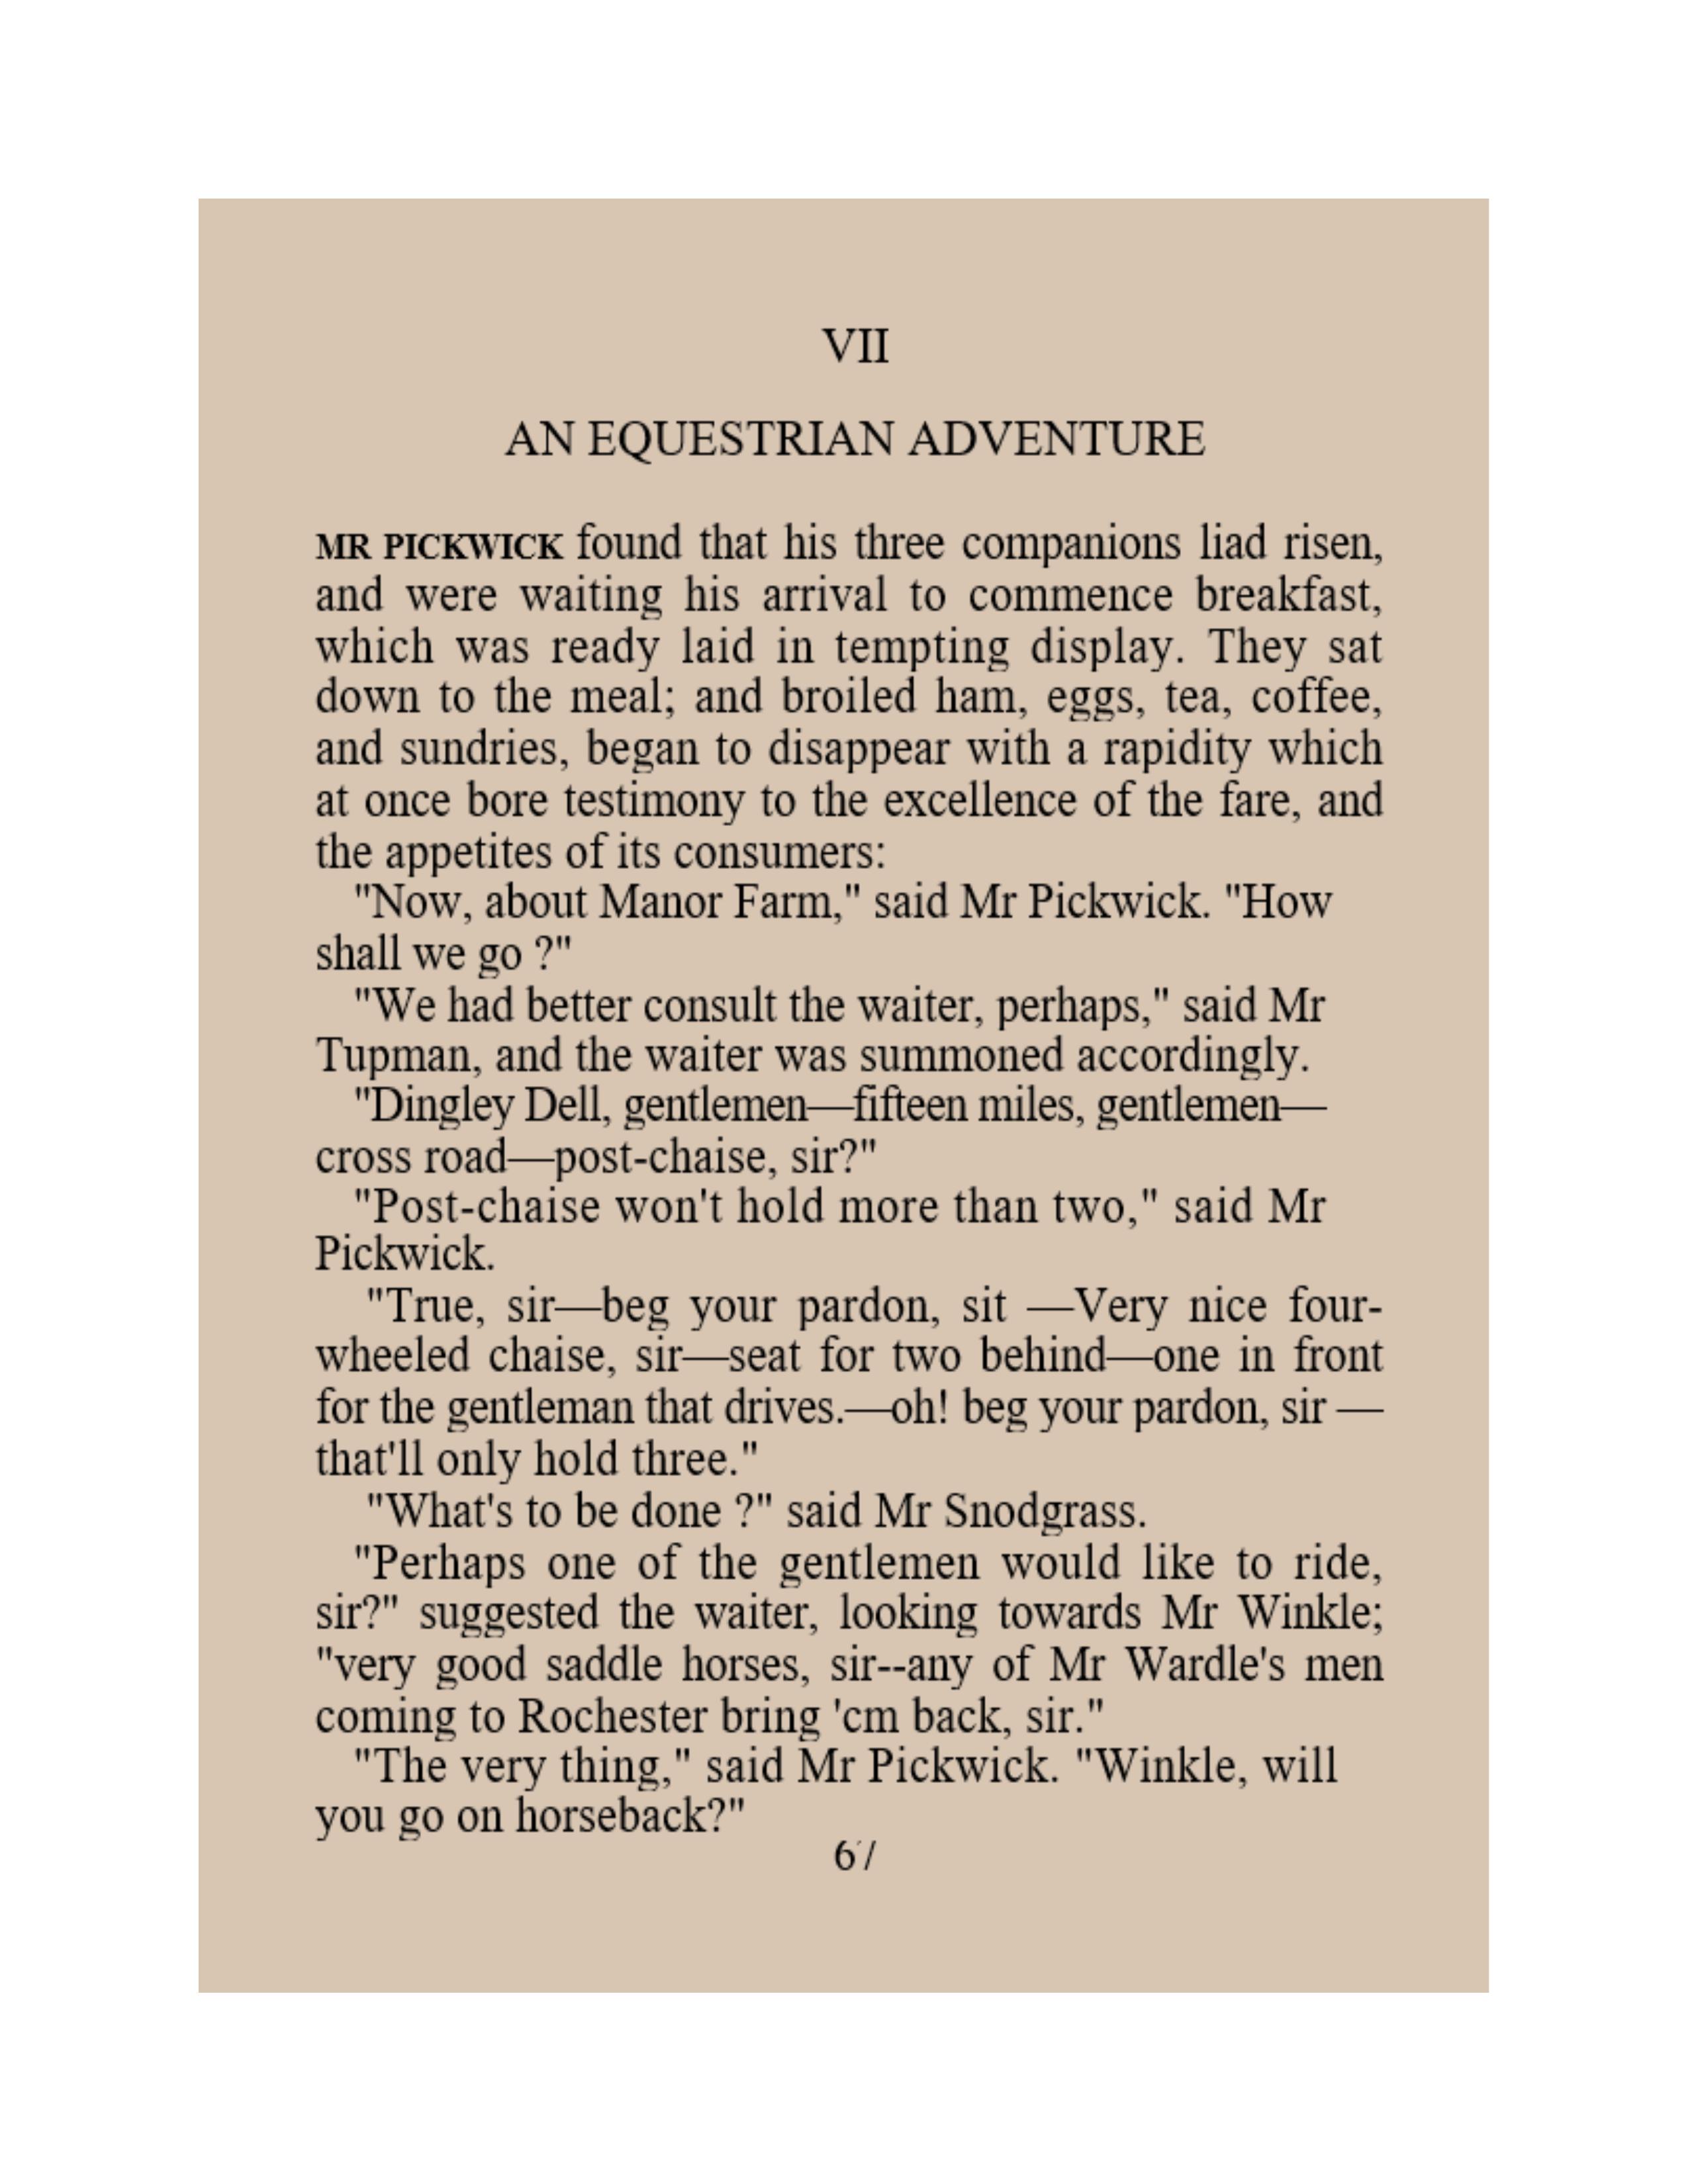 VII
AN EQUESTRIAN ADVENTURE
MR PICKWICK found that his three companions liad risen,
and were waiting his arrival to commence breakfast,
which was ready laid in tempting display. They sat
down to the meal; and broiled ham, eggs, tea, coffee,
and sundries, began to disappear with a rapidity which
at once bore testimony to the excellence of the fare, and
the appetites of its consumers:
"Now, about Manor Farm," said Mr Pickwick. "How
shall we go ?"
"We had better consult the waiter, perhaps," said Mr
Tupman, and the waiter was summoned accordingly.
"Dingley Dell, gentlemen—fifteen miles, gentlemen—
cross road—post-chaise, sir?"
"Post-chaise won't hold more than two," said Mr
Pickwick.
"True, sir—beg your pardon, sit —Very nice four-
wheeled chaise, sir—seat for two behind—one in front
for the gentleman that drives.—oh! beg your pardon, sir —
that'll only hold three."
"What's to be done ?" said Mr Snodgrass.
"Perhaps one of the gentlemen would like to ride,
sir?" suggested the waiter, looking towards Mr Winkle;
"very good saddle horses, sir--any of Mr Wardle's men
coming to Rochester bring 'cm back, sir."
"The very thing," said Mr Pickwick. "Winkle, will
you go on horseback?"
6'/